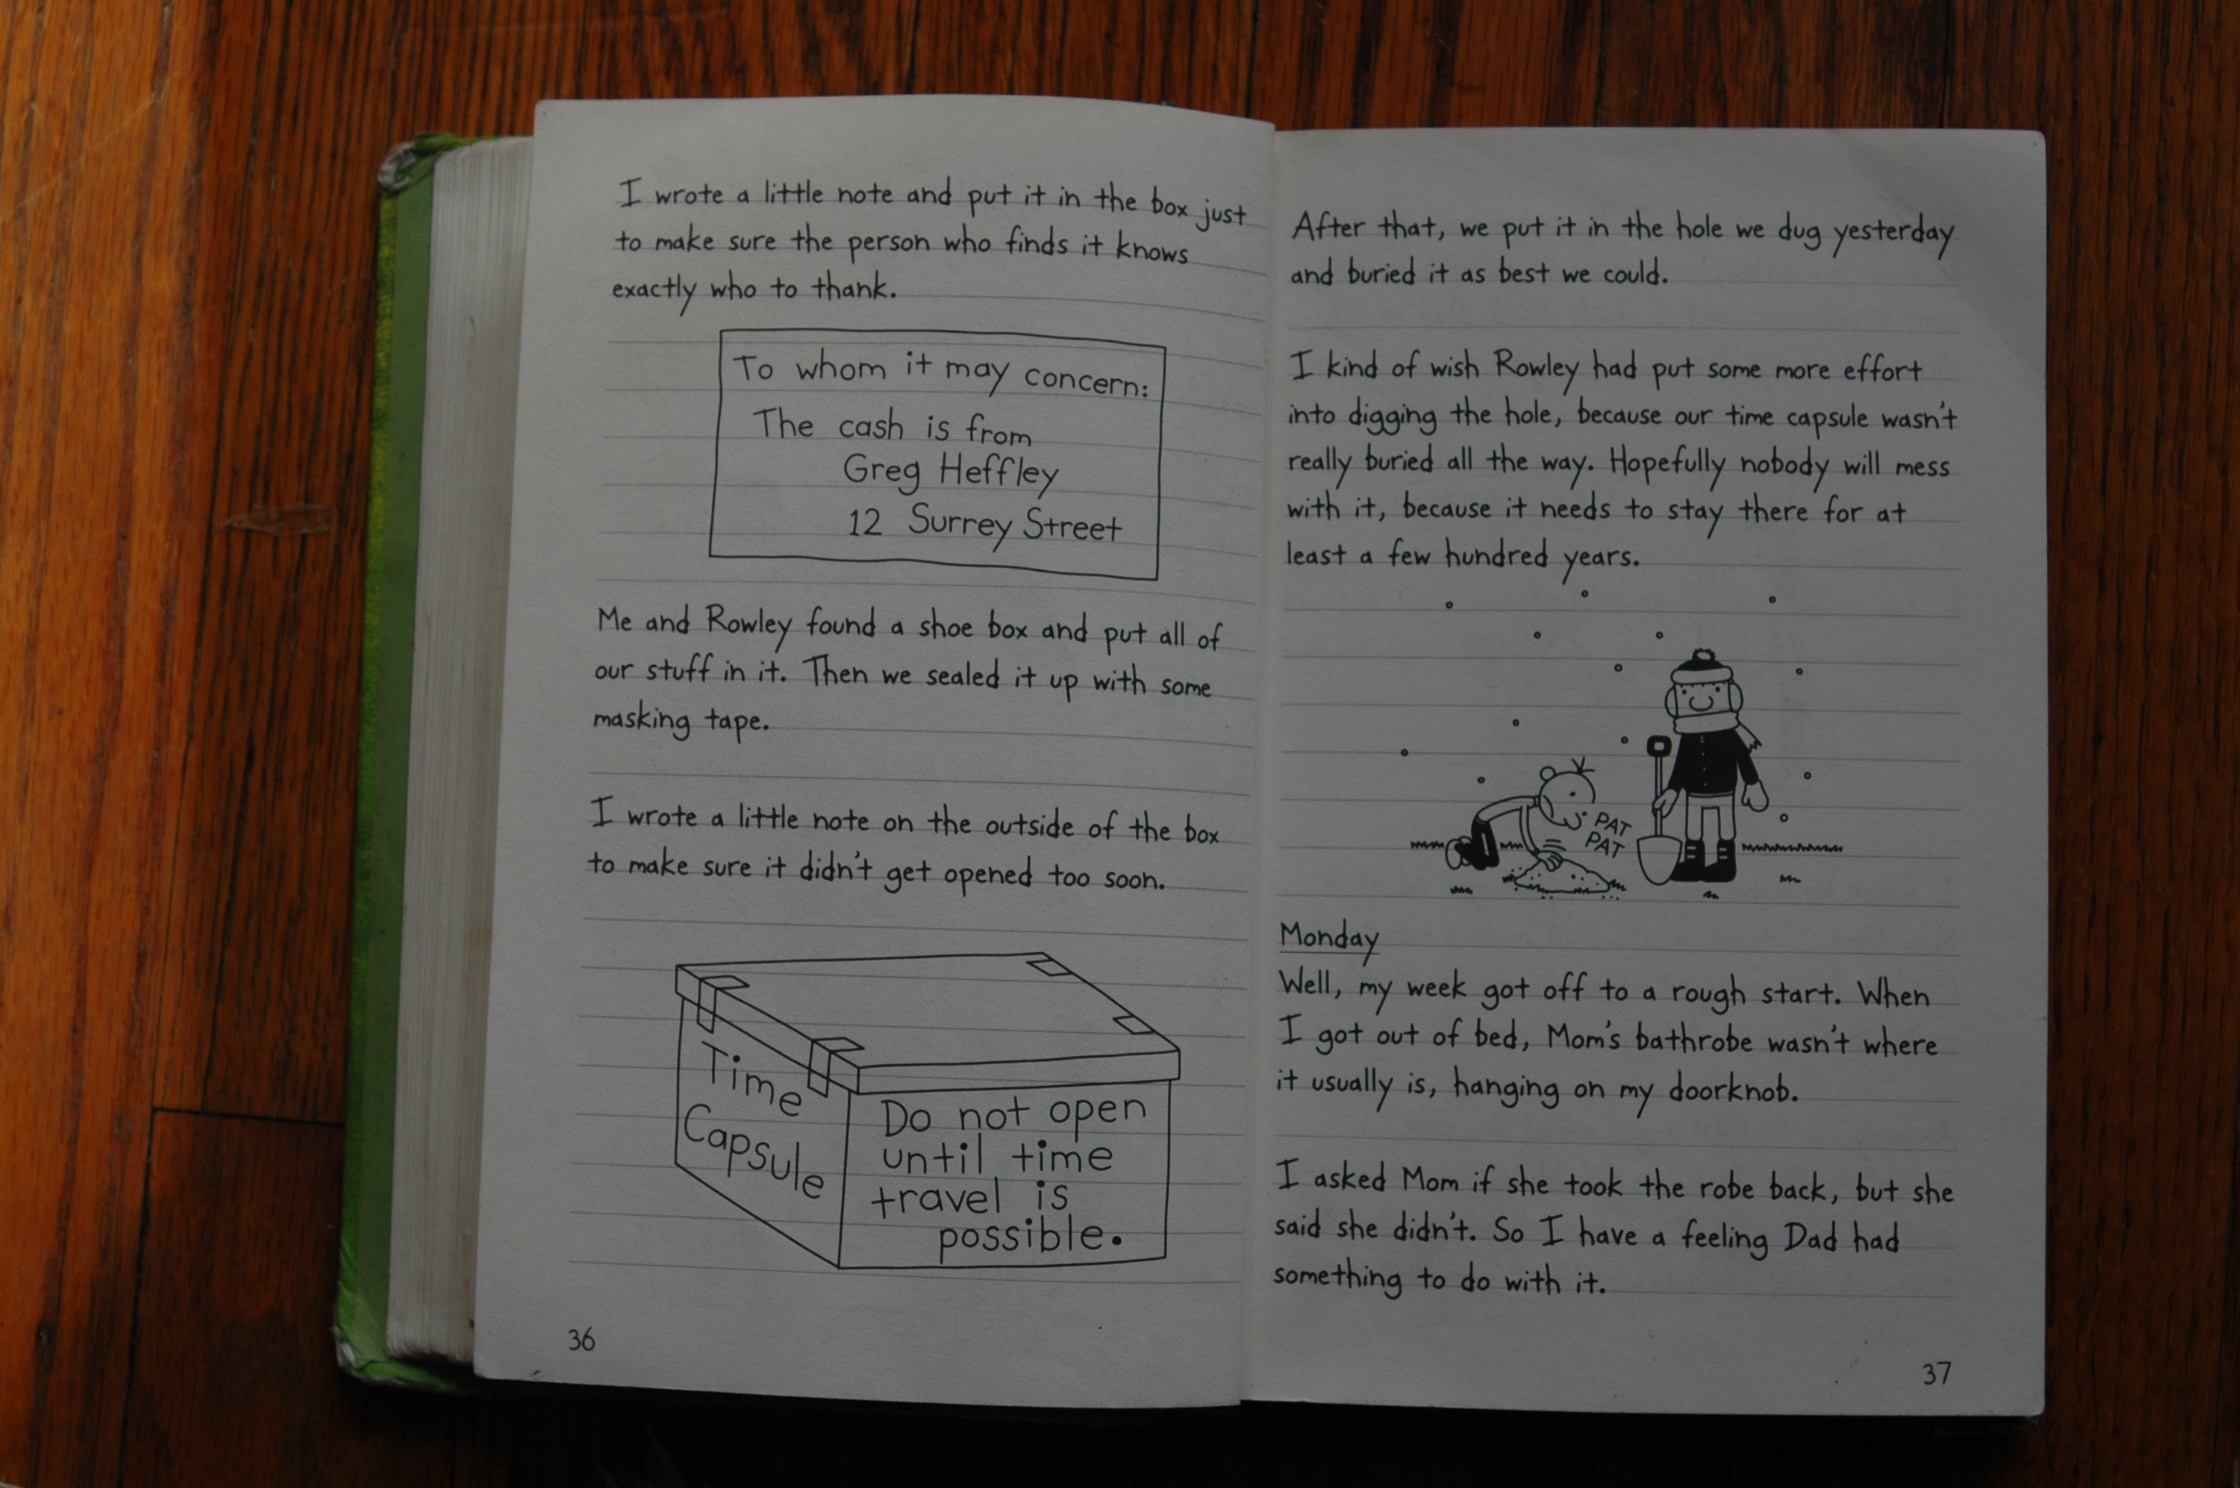 I wrote a little note and put it in the box just
to make sure the person who finds it knows
exactly who to thank.
To whom it may concern:
The cash is from
Greg Heffley
12 Surrey Street
Me and Rowley found a shoe box and put all of
our stuff in it. Then we sealed it up with some
masking tape.
I wrote a little note on the outside of the box
to make sure it didn't get opened too soon.
Time
Capsule
Do not open
until time
travel is
possible.
36
After that, we put it in the hole we dug yesterday
and buried it as best we could.
I kind of wish Rowley had put some more effort
into digging the hole, because our time capsule wasn't
really buried all the way. Hopefully nobody will mess
with it, because it needs to stay there for at
least a few hundred years.
PAT
PAT
Monday
Well, my week got off to a rough start. When
I got out of bed, Mom's bathrobe wasn't where
it usually is, hanging on my doorknob.
I asked Mom if she took the robe back, but she
said she didn't. So I have a feeling Dad had
something to do with it.
37